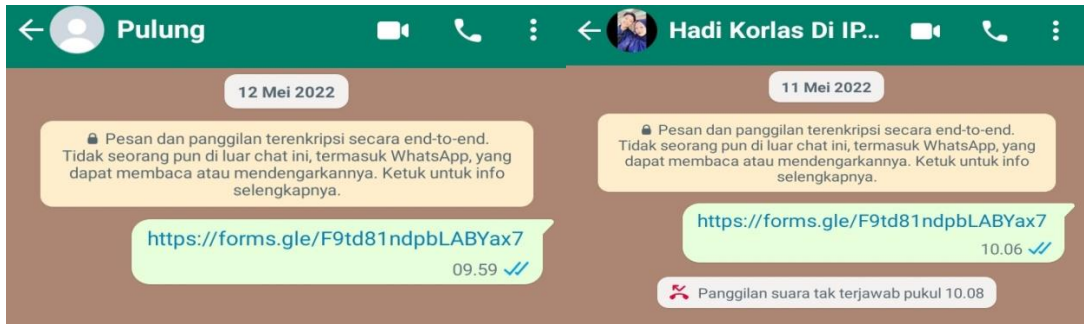 Pulung
12 Mei 2022
Pesan dan panggilan terenkripsi secara end-to-end.
Tidak seorang pun di luar chat ini, termasuk WhatsApp, yang
dapat membaca atau mendengarkannya. Ketuk untuk info
selengkapnya.
https://forms.gle/F9td81ndpbLABYax7
09.59
Hadi Korlas Di IP...
11 Mei 2022
Pesan dan panggilan terenkripsi secara end-to-end.
Tidak seorang pun di luar chat ini, termasuk WhatsApp, yang
dapat membaca atau mendengarkannya. Ketuk untuk info
selengkapnya.
https://forms.gle/F9td81ndpbLABYax7
10.06
Panggilan suara tak terjawab pukul 10.08